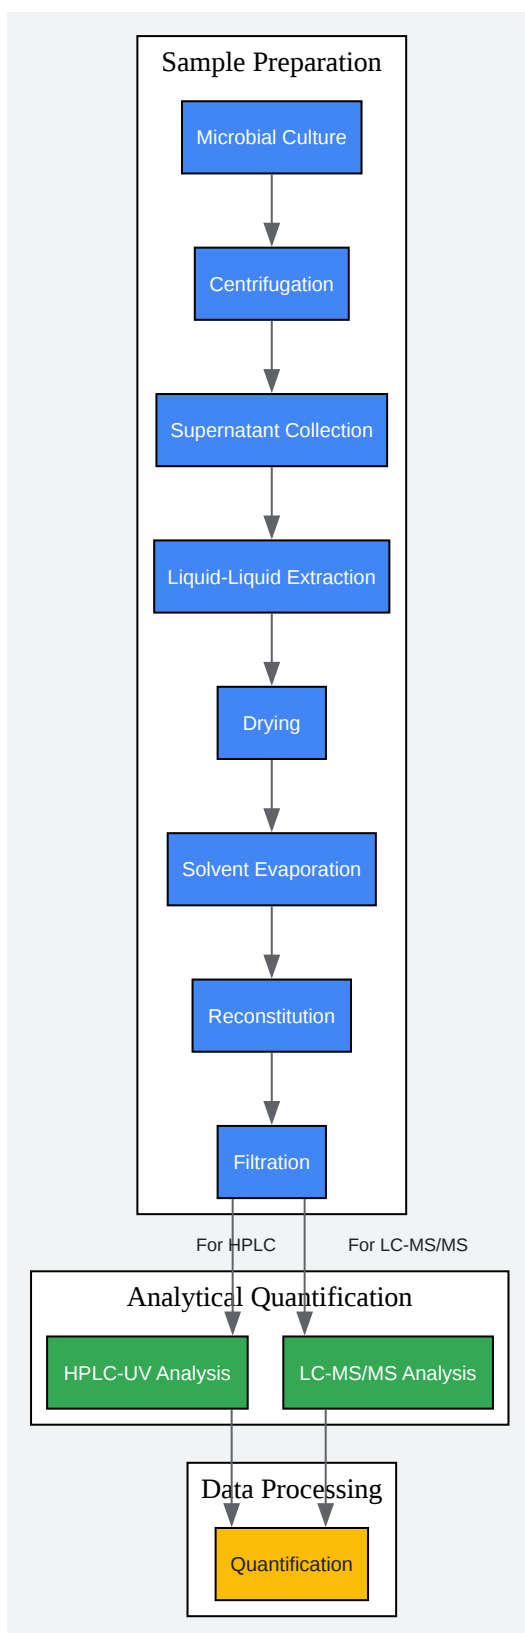 Sample Preparation
Microbial Culture
Centrifugation
Supernatant Collection
Liquid-Liquid Extraction
Drying
Solvent Evaporation
Reconstitution
Filtration
For HPLC
For LC-MS/MS
Analytical Quantification
HPLC-UV Analysis
LC-MS/MS Analysis
Data Processing
Quantification